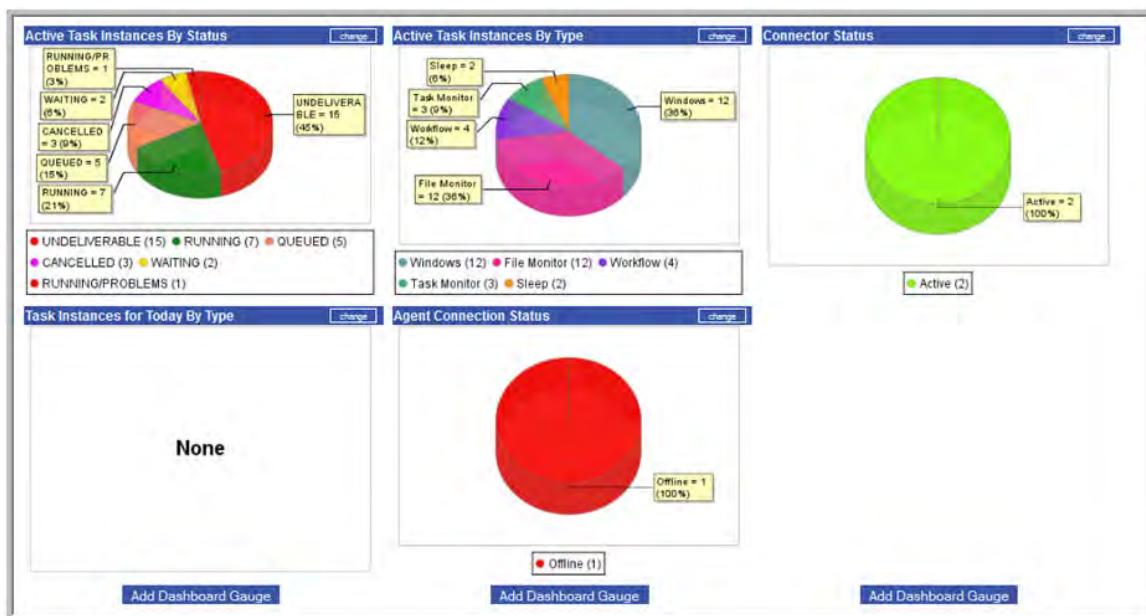 Active Task Instances By Status
change
RUNNING/PR
OBLEMS = 1
(3%)
WAITING = 2
(6%)
CANCELLED
= 3 (9%)
QUEUED = 5
(15%)
RUNNING = 7
(21%)
UNDELIVERA
BLE = 15
(45%)
UNDELIVERABLE (15) RUNNING (7) QUEUED (5)
CANCELLED (3) WAITING (2)
RUNNING/PROBLEMS (1)
Active Task Instances By Type
change
Sleep = 2
(6%)
Task Monitor
= 3 (9%)
Workflow = 4
(12%)
File Monitor
= 12 (36%)
Windows = 12
(36%)
Windows (12) File Monitor (12) Workflow (4)
Task Monitor (3) Sleep (2)
Connector Status
change
Active = 2
(100%)
Active (2)
Task Instances for Today By Type
change
None
Agent Connection Status
change
Offline = 1
(100%)
Offline (1)
Add Dashboard Gauge
Add Dashboard Gauge
Add Dashboard Gauge